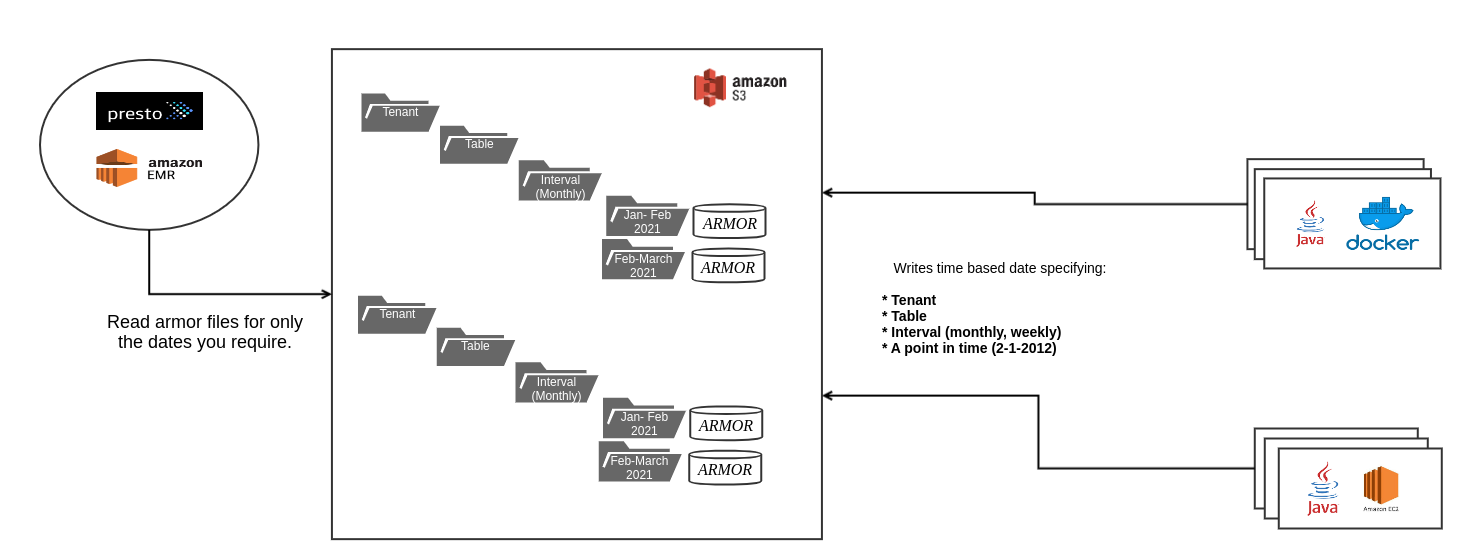 presto
amazon
EMR
Read armor files for only
the dates you require.
amazon
S3
Tenant
Table
Interval
(Monthly)
Jan- Feb
2021
ARMOR
Feb-March
2021
ARMOR
Tenant
Table
Interval
(Monthly)
Jan- Feb
2021
ARMOR
Feb-March
2021
ARMOR
Writes time based date specifying:
* Tenant
* Table
* Interval (monthly, weekly)
* A point in time (2-1-2012)
Java
docker
Java
Amazon EC2